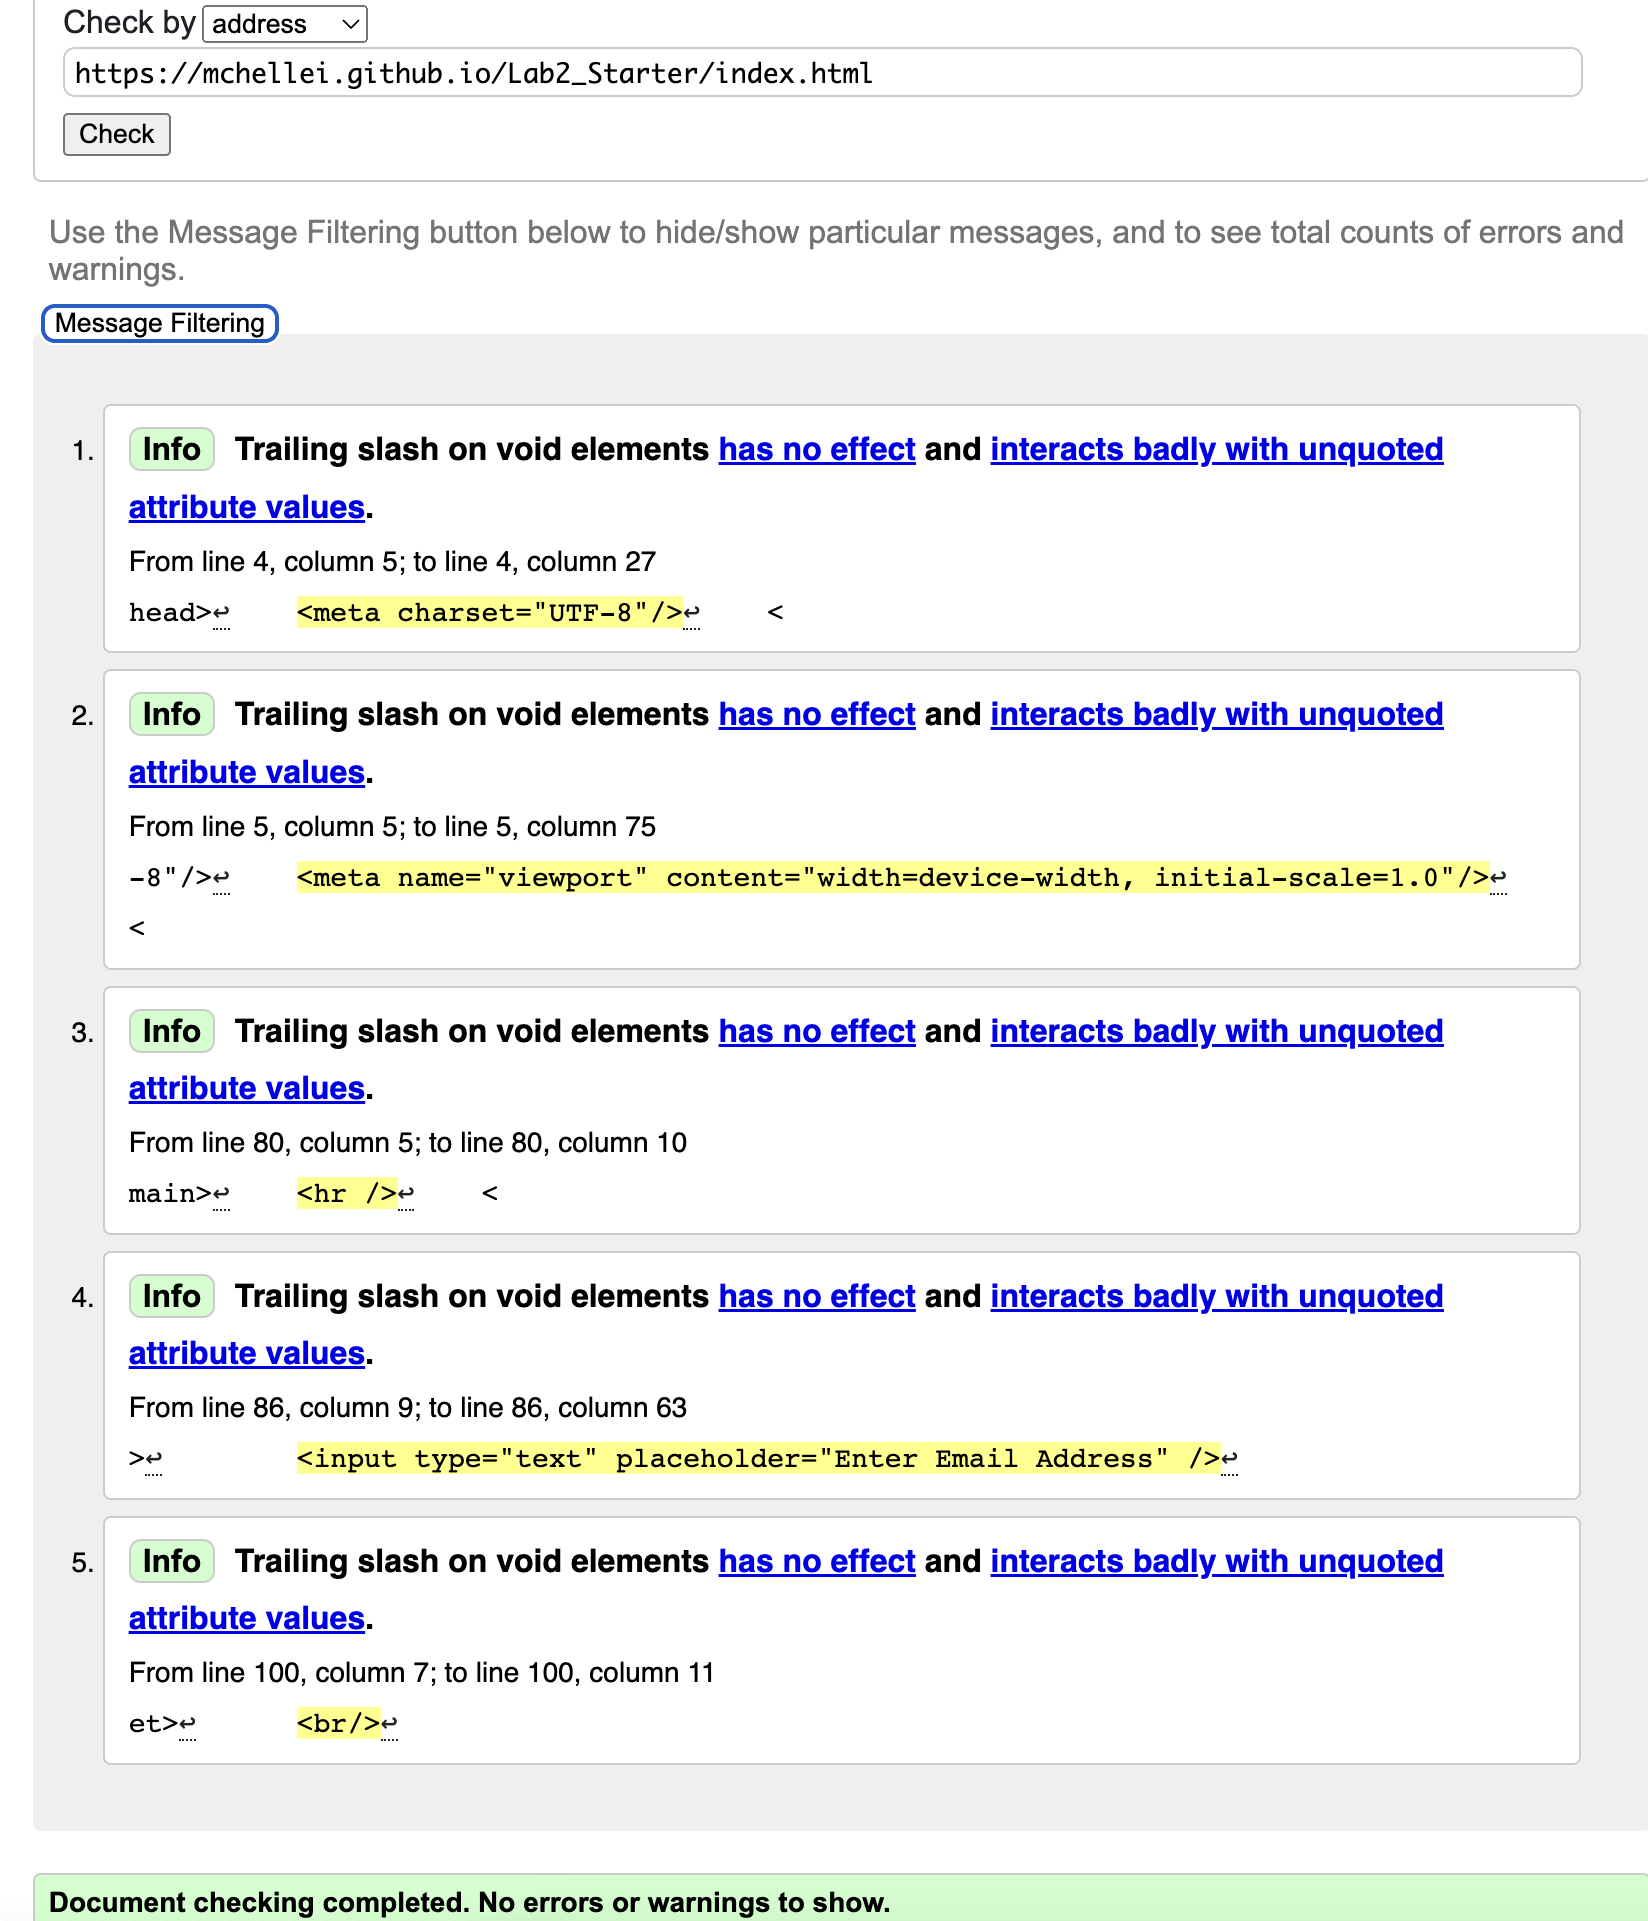 Check by address
https://mchellei.github.io/Lab2_Starter/index.html
Check
Use the Message Filtering button below to hide/show particular messages, and to see total counts of errors and
warnings.
Message Filtering
1. Info Trailing slash on void elements has no effect and interacts badly with unquoted
attribute values.
From line 4, column 5; to line 4, column 27
head>↩ <meta charset="UTF-8"/>↩ <
2. Info Trailing slash on void elements has no effect and interacts badly with unquoted
attribute values.
From line 5, column 5; to line 5, column 75
-8"/>↩ <meta name="viewport" content="width=device-width, initial-scale=1.0"/>↩
<
3. Info Trailing slash on void elements has no effect and interacts badly with unquoted
attribute values.
From line 80, column 5; to line 80, column 10
main>↩ <hr />↩ <
4. Info Trailing slash on void elements has no effect and interacts badly with unquoted
attribute values.
From line 86, column 9; to line 86, column 63
>↩ <input type="text" placeholder="Enter Email Address" />↩
5. Info Trailing slash on void elements has no effect and interacts badly with unquoted
attribute values.
From line 100, column 7; to line 100, column 11
et>↩ <br/>↩
Document checking completed. No errors or warnings to show.